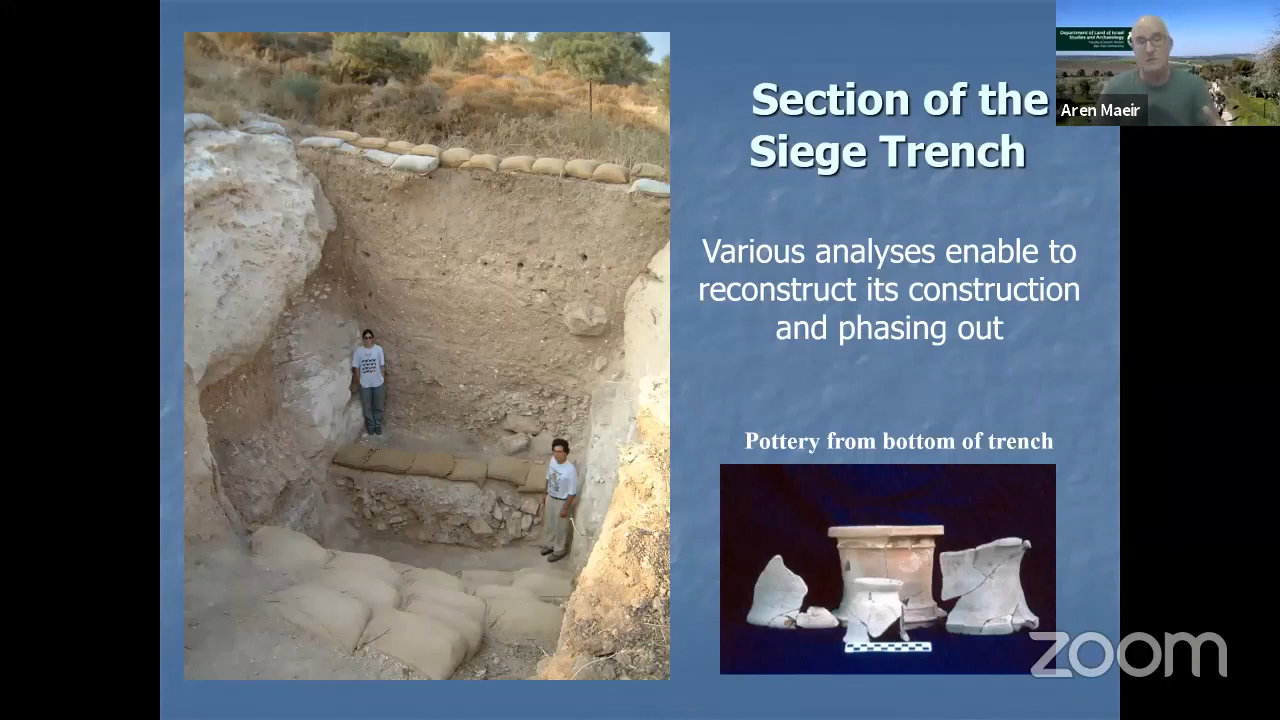 Section of the
Siege Trench
Various analyses enable to
reconstruct its construction
and phasing out
Pottery from bottom of trench
Department of Land of Israel
Studies and Archaeology
Aren Maeir
zoom